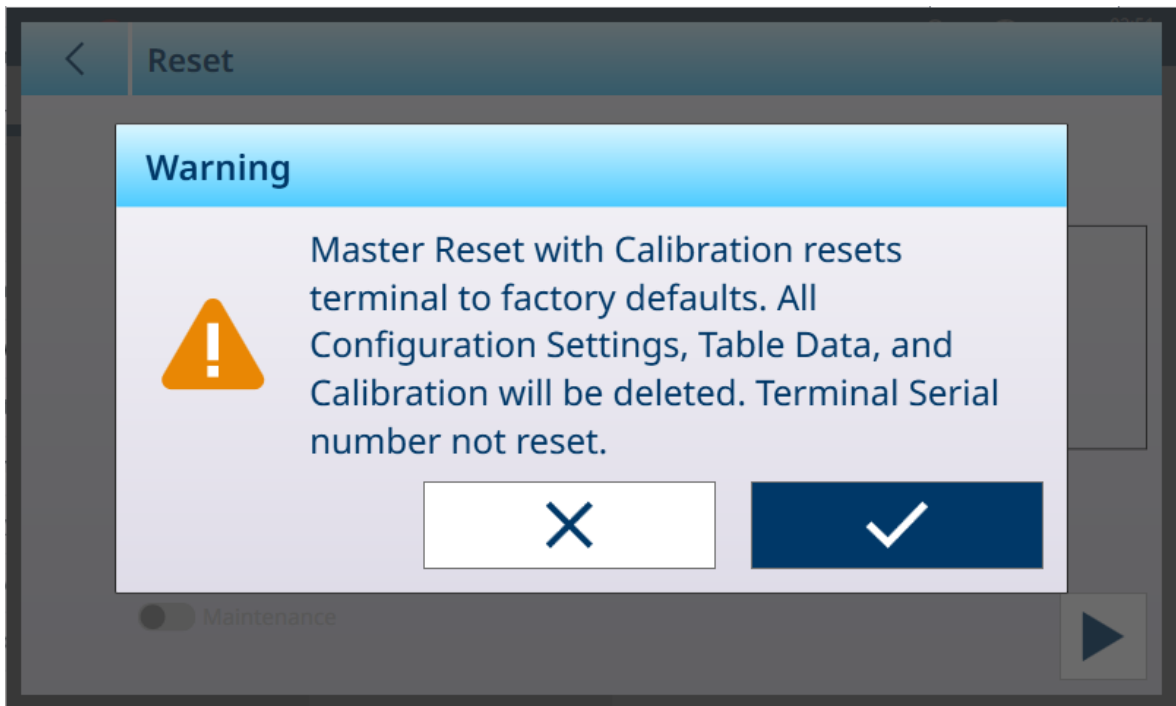 Reset
Warning
Master Reset with Calibration resets
terminal to factory defaults. All
Configuration Settings, Table Data, and
Calibration will be deleted. Terminal Serial
number not reset.
Maintenance